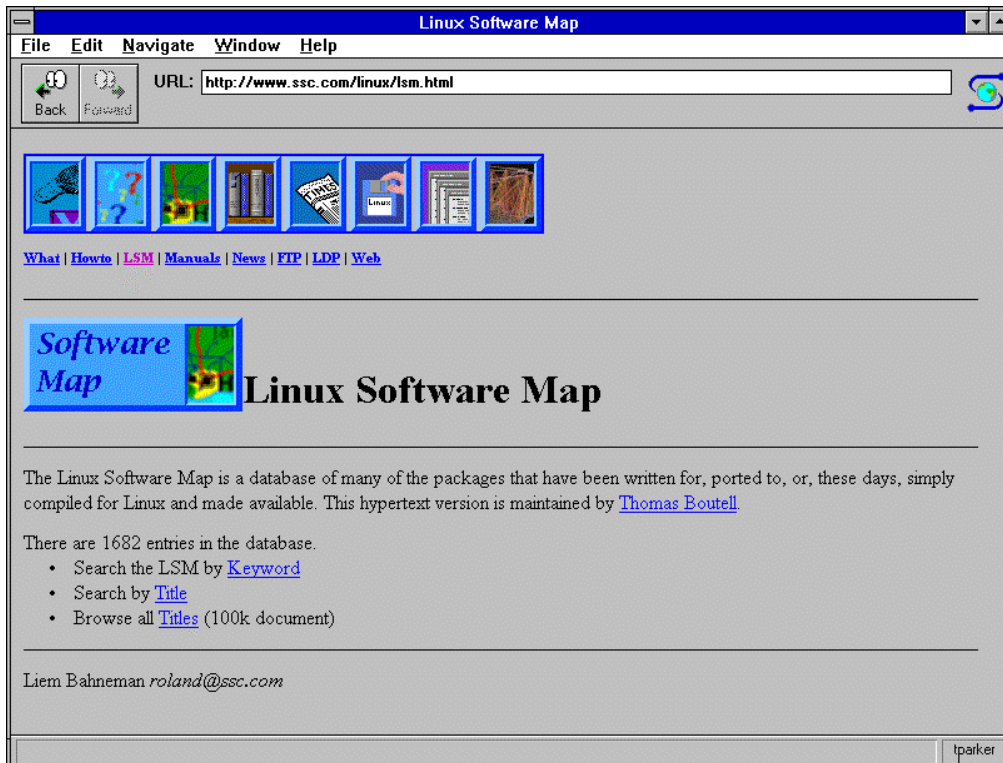 Linux Software Map
File Edit Navigate Window Help
Back Forward URL: http://www.ssc.com/linux/lsm.html
TIMES
Linux
H
What | Howto | LSM | Manuals | News | FTP | LDP | Web
Software
Map
H
Linux Software Map
The Linux Software Map is a database of many of the packages that have been written for, ported to, or, these days, simply
compiled for Linux and made available. This hypertext version is maintained by Thomas Boutell.
There are 1682 entries in the database.
• Search the LSM by Keyword
• Search by Title
• Browse all Titles (100k document)
Liem Bahneman roland@ssc.com
tparker